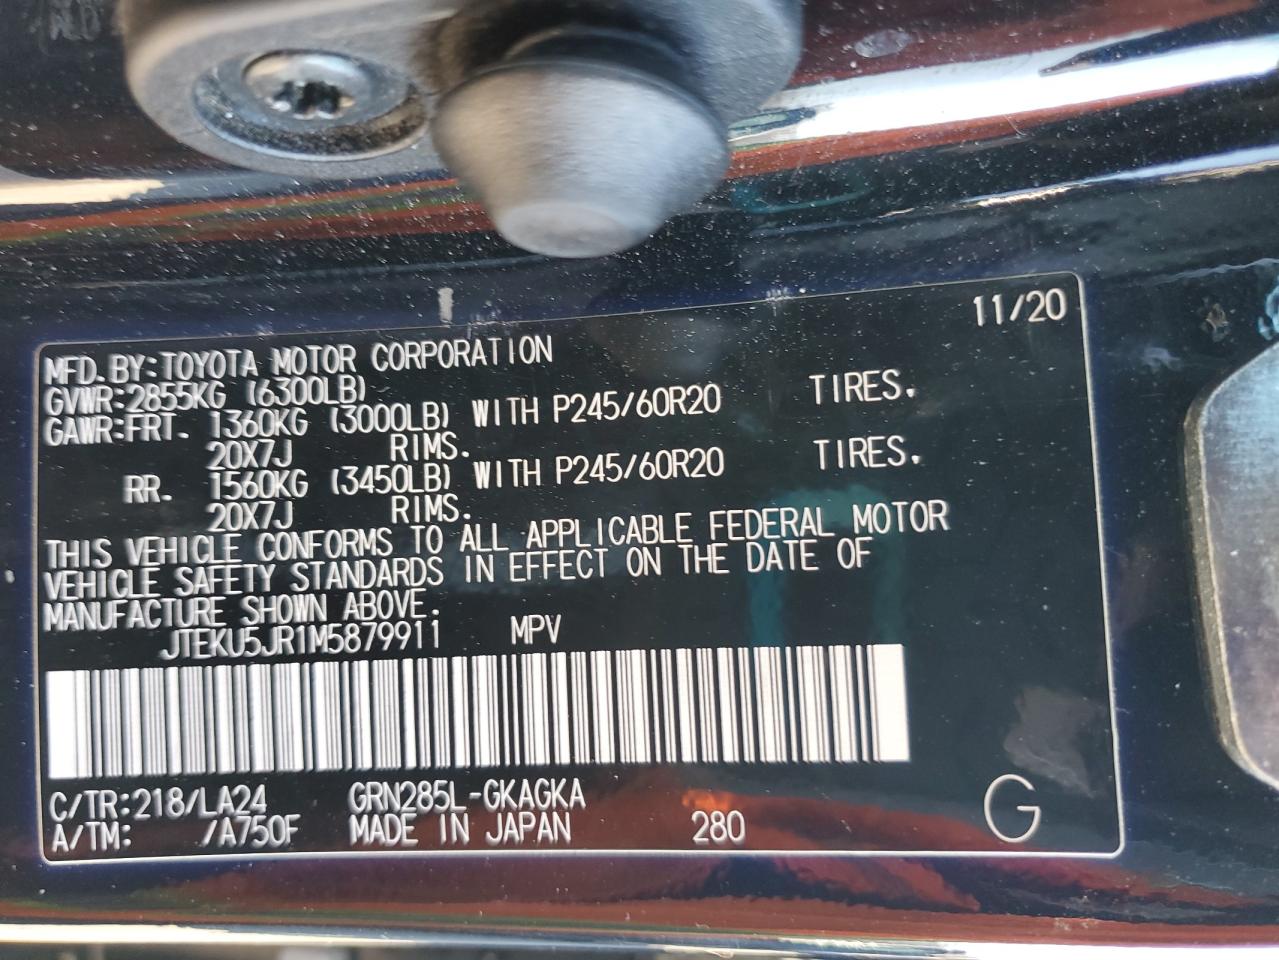 11/20
MFD. BY:TOYOTA MOTOR CORPORATION
GVWR:2855KG (6300LB)
GAWR:FRT. 1360KG (3000LB) WITH P245/60R20 TIRES.
20X7J RIMS.
RR. 1560KG (3450LB) WITH P245/60R20 TIRES.
20X7J RIMS.
THIS VEHICLE CONFORMS TO ALL APPLICABLE FEDERAL MOTOR
VEHICLE SAFETY STANDARDS IN EFFECT ON THE DATE OF
MANUFACTURE SHOWN ABOVE.
JTEKU5JR1M5879911 MPV
C/TR:218/LA24 GRN285L-GKAGKA
A/TM: /A750F MADE IN JAPAN 280 G